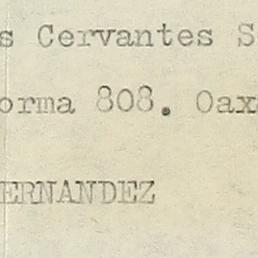 s Cervantes S
orma 808. Oax
ERNANDEZ